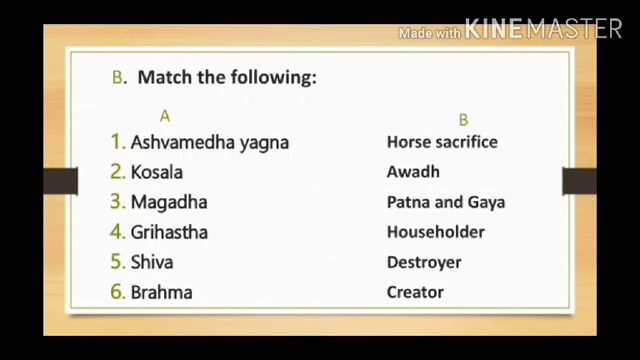 Made with KINEMASTER
B. Match the following:
A B
1. Ashvamedha yagna Horse sacrifice
2. Kosala Awadh
3. Magadha Patna and Gaya
4. Grihastha Householder
5. Shiva Destroyer
6. Brahma Creator